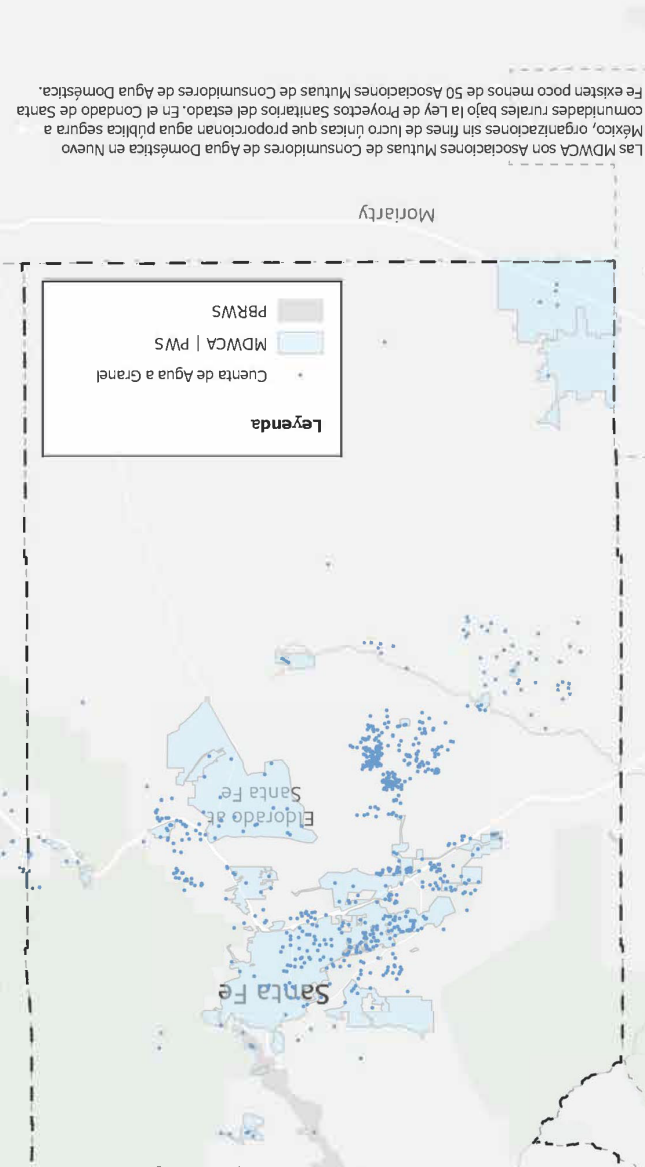 Santa Fe
Eldorado at
Santa Fe
Leyenda
Cuenta de Agua a Granel
MDWCA | PWS
PBRWS
Moriarty
Las MDWCA son Asociaciones Mutuas de Consumidores de Agua Doméstica en Nuevo
México, organizaciones sin fines de lucro únicas que proporcionan agua pública segura a
comunidades rurales bajo la Ley de Proyectos Sanitarios del estado. En el Condado de Santa
Fe existen poco menos de 50 Asociaciones Mutuas de Consumidores de Agua Doméstica.